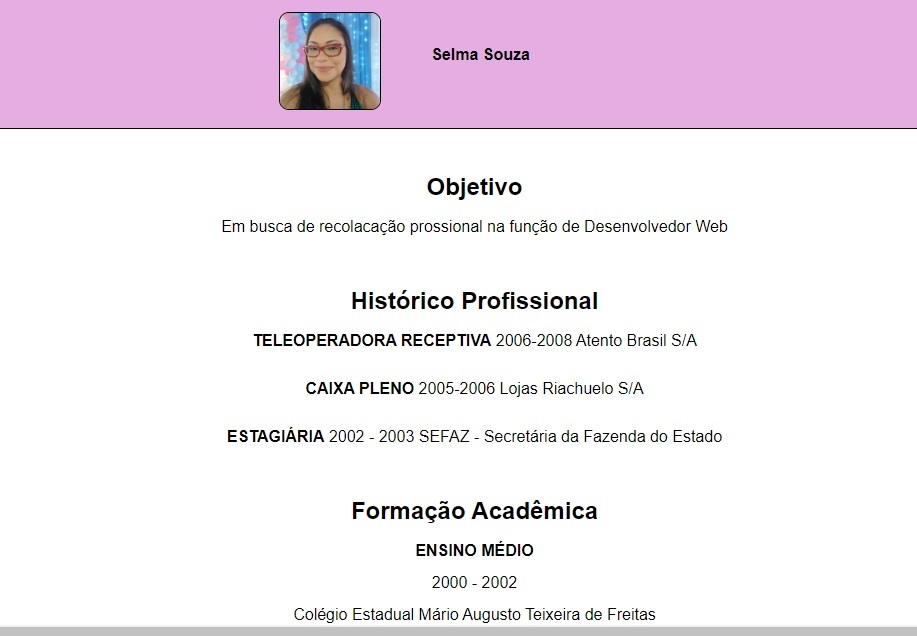 Selma Souza
Objetivo
Em busca de recolacação prossional na função de Desenvolvedor Web
Histórico Profissional
TELEOPERADORA RECEPTIVA 2006-2008 Atento Brasil S/A
CAIXA PLENO 2005-2006 Lojas Riachuelo S/A
ESTAGIÁRIA 2002 - 2003 SEFAZ - Secretária da Fazenda do Estado
Formação Acadêmica
ENSINO MÉDIO
2000 - 2002
Colégio Estadual Mário Augusto Teixeira de Freitas